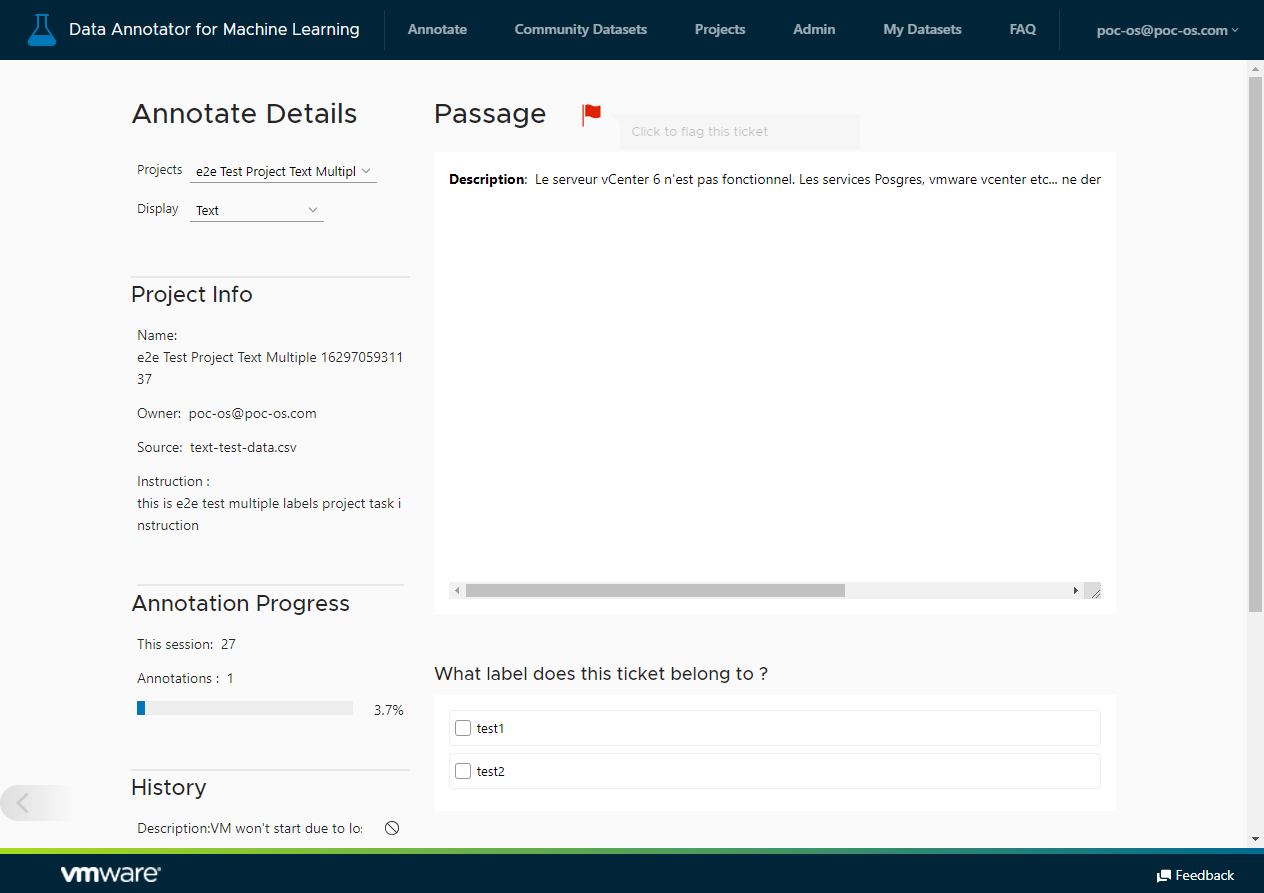 Data Annotator for Machine Learning
Annotate
Community Datasets
Projects
Admin
My Datasets
FAQ
poc-os@poc-os.com
Annotate Details
Projects
e2e Test Project Text Multipl
Display
Text
Project Info
Name:
e2e Test Project Text Multiple 16297059311
37
Owner: poc-os@poc-os.com
Source: text-test-data.csv
Instruction :
this is e2e test multiple labels project task i
nstruction
Annotation Progress
This session: 27
Annotations : 1
3.7%
History
Description:VM won't start due to lo
Passage
Click to flag this ticket
Description: Le serveur vCenter 6 n'est pas fonctionnel. Les services Posgres, vmware vcenter etc... ne der
What label does this ticket belong to ?
test1
test2
vmware
Feedback